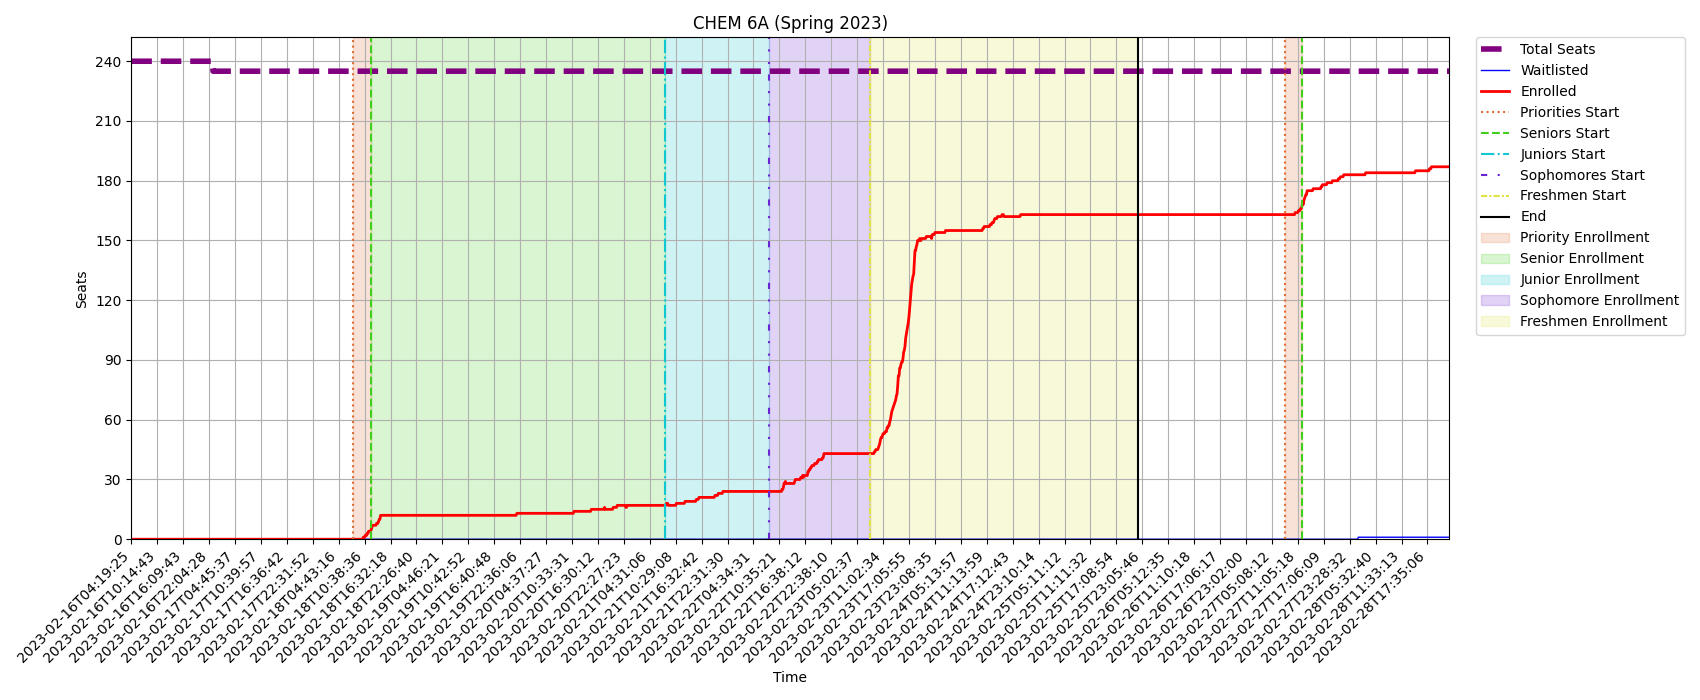 CHEM 6A (Spring 2023)
Seats
240
210
180
150
120
90
60
30
0
2023-02-16T04:19:25
2023-02-16T10:14:43
2023-02-16T16:09:43
2023-02-16T22:04:28
2023-02-17T04:45:37
2023-02-17T10:39:57
2023-02-17T16:36:42
2023-02-17T22:31:52
2023-02-18T04:43:16
2023-02-18T10:38:36
2023-02-18T16:32:18
2023-02-18T22:26:40
2023-02-19T04:46:21
2023-02-19T10:42:52
2023-02-19T16:40:48
2023-02-19T22:36:06
2023-02-20T04:37:27
2023-02-20T10:33:31
2023-02-20T16:30:12
2023-02-20T22:27:23
2023-02-21T04:31:06
2023-02-21T10:29:08
2023-02-21T16:32:42
2023-02-21T22:31:30
2023-02-22T04:34:31
2023-02-22T10:35:21
2023-02-22T16:38:12
2023-02-22T22:38:10
2023-02-23T05:02:37
2023-02-23T11:02:34
2023-02-23T17:05:55
2023-02-23T23:08:35
2023-02-24T05:13:57
2023-02-24T11:13:59
2023-02-24T17:12:43
2023-02-24T23:10:14
2023-02-25T05:11:12
2023-02-25T11:11:32
2023-02-25T17:08:54
2023-02-25T23:05:46
2023-02-26T05:12:35
2023-02-26T11:10:18
2023-02-26T17:06:17
2023-02-26T23:02:00
2023-02-27T05:08:12
2023-02-27T11:05:18
2023-02-27T17:06:09
2023-02-27T23:28:32
2023-02-28T05:32:40
2023-02-28T11:33:13
2023-02-28T17:35:06
Time
Total Seats
Waitlisted
Enrolled
Priorities Start
Seniors Start
Juniors Start
Sophomores Start
Freshmen Start
End
Priority Enrollment
Senior Enrollment
Junior Enrollment
Sophomore Enrollment
Freshmen Enrollment